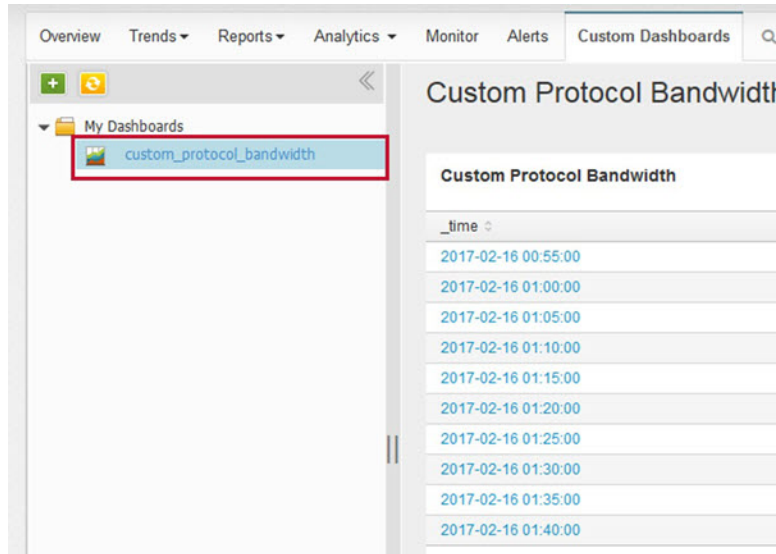 Overview Trends Reports Analytics Monitor Alerts Custom Dashboards
Custom Protocol Bandwidth
My Dashboards
custom_protocol_bandwidth
Custom Protocol Bandwidth
_time
2017-02-16 00:55:00
2017-02-16 01:00:00
2017-02-16 01:05:00
2017-02-16 01:10:00
2017-02-16 01:15:00
2017-02-16 01:20:00
2017-02-16 01:25:00
2017-02-16 01:30:00
2017-02-16 01:35:00
2017-02-16 01:40:00